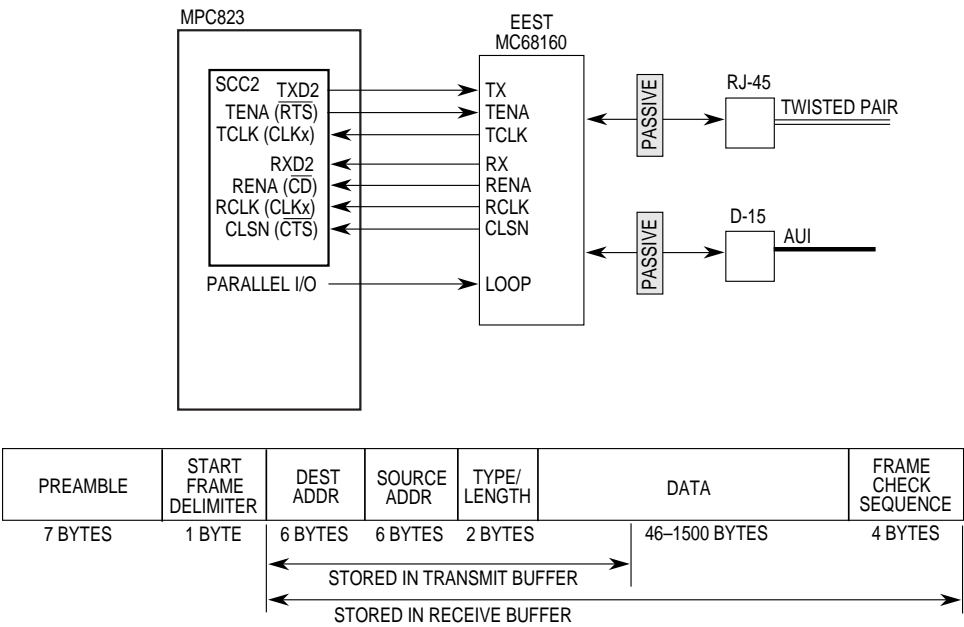 MPC823
EEST
MC68160
SCC2
TXD2
TENA (RTS)
TCLK (CLKx)
RXD2
RENA (CD)
RCLK (CLKx)
CLSN (CTS)
PARALLEL I/O
TX
TENA
TCLK
RX
RENA
RCLK
CLSN
LOOP
PASSIVE
RJ-45
TWISTED PAIR
PASSIVE
D-15
AUI
PREAMBLE
START
FRAME
DELIMITER
DEST
ADDR
SOURCE
ADDR
TYPE/
LENGTH
DATA
FRAME
CHECK
SEQUENCE
7 BYTES
1 BYTE
6 BYTES
6 BYTES
2 BYTES
46–1500 BYTES
4 BYTES
STORED IN TRANSMIT BUFFER
STORED IN RECEIVE BUFFER